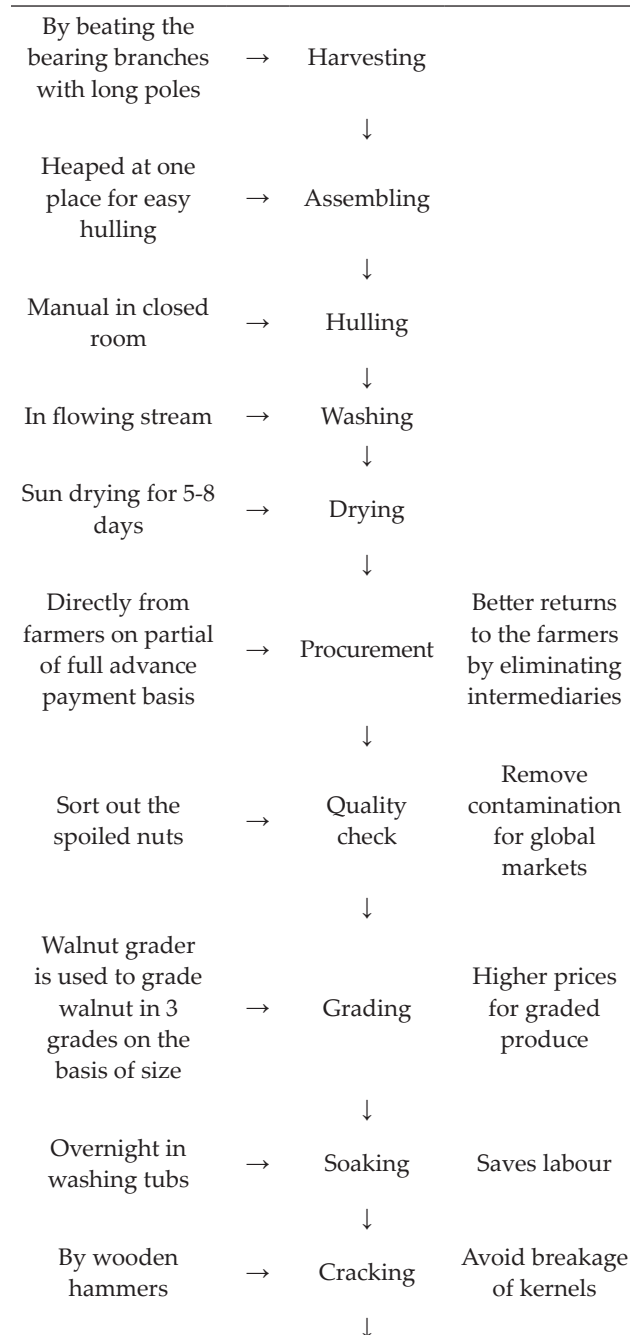 By beating the
bearing branches
with long poles
→
Harvesting
↓
Heaped at one
place for easy
hulling
→
Assembling
↓
Manual in closed
room
→
Hulling
↓
In flowing stream
→
Washing
↓
Sun drying for 5-8
days
→
Drying
↓
Directly from
farmers on partial
of full advance
payment basis
→
Procurement
Better returns
to the farmers
by eliminating
intermediaries
↓
Sort out the
spoiled nuts
→
Quality
check
Remove
contamination
for global
markets
↓
Walnut grader
is used to grade
walnut in 3
grades on the
basis of size
→
Grading
Higher prices
for graded
produce
↓
Overnight in
washing tubs
→
Soaking
Saves labour
↓
By wooden
hammers
→
Cracking
Avoid breakage
of kernels
↓